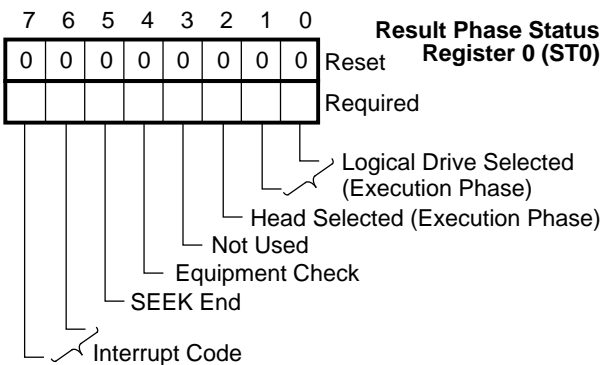 7 6 5 4 3 2 1 0
Result Phase Status
Register 0 (ST0)
0 0 0 0 0 0 0 0 Reset
Required
Logical Drive Selected
(Execution Phase)
Head Selected (Execution Phase)
Not Used
Equipment Check
SEEK End
Interrupt Code